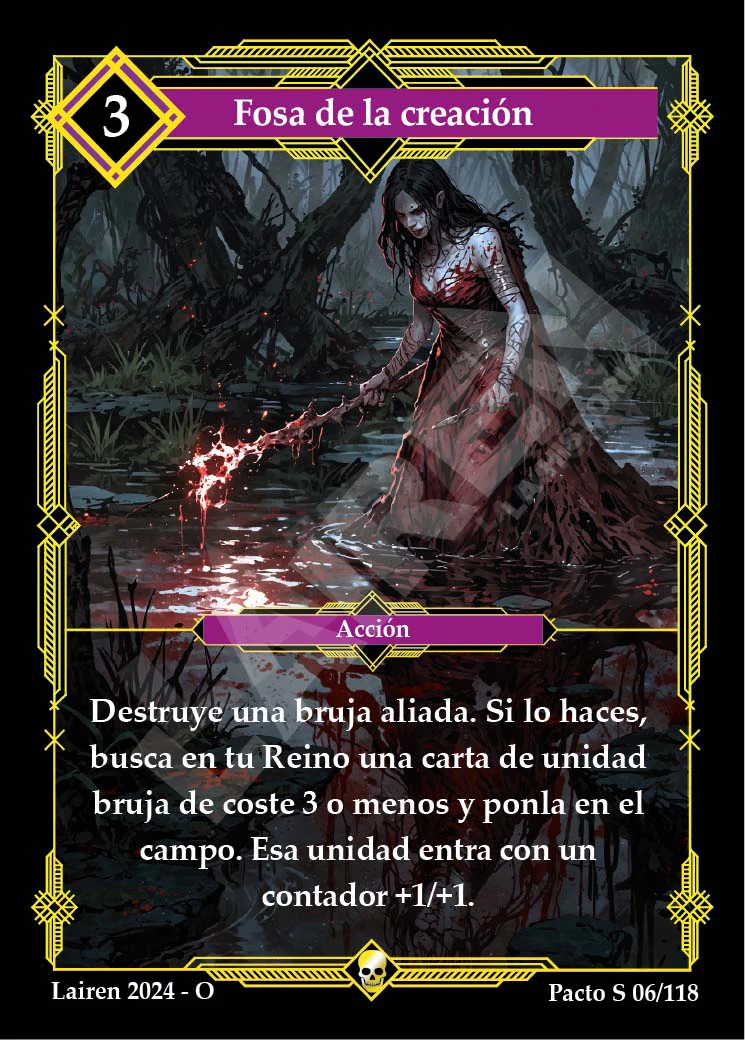 3
Fosa de la creación
Acción
Destruye una bruja aliada. Si lo haces,
busca en tu Reino una carta de unidad
bruja de coste 3 o menos y ponla en el
campo. Esa unidad entra con un
contador +1/+1.
Lairen 2024 - O
Pacto S 06/118